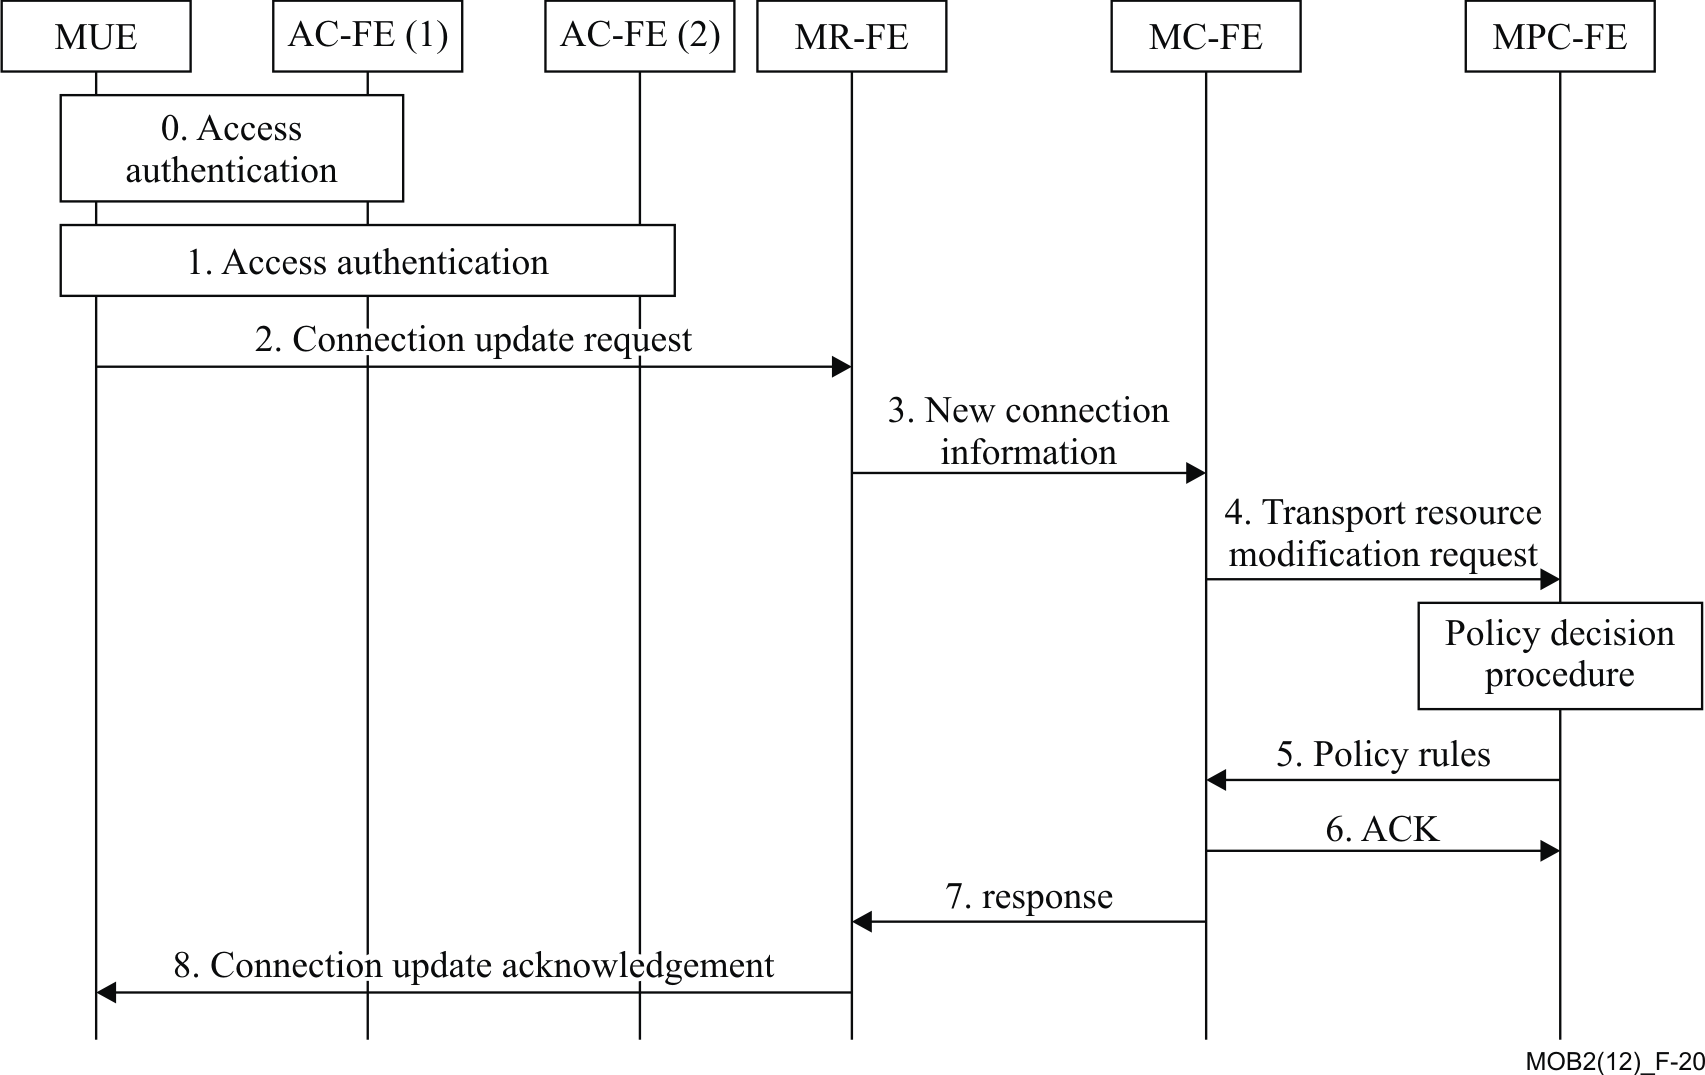 MUE
AC-FE (1)
AC-FE (2)
MR-FE
MC-FE
MPC-FE
0. Access
authentication
1. Access authentication
2. Connection update request
3. New connection
information
4. Transport resource
modification request
Policy decision
procedure
5. Policy rules
6. ACK
7. response
8. Connection update acknowledgement
MOB2(12)_F-20